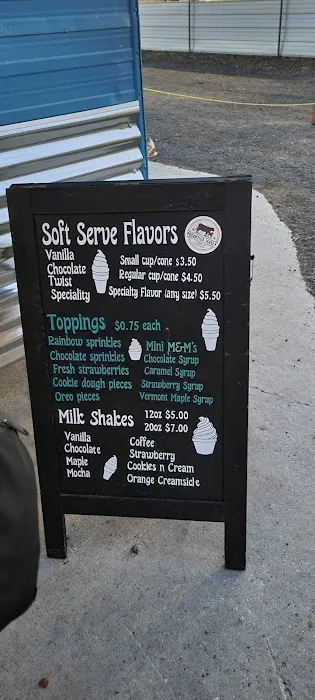 Soft Serve Flavors
Vanilla
Chocolate
Twist
Speciality
Small cup/cone $3.50
Regular cup/cone $4.50
Specialty Flavor (any size) $5.50
Toppings $0.75 each
Rainbow sprinkles
Chocolate sprinkles
Fresh strawberries
Cookie dough pieces
Oreo pieces
Mini M&M's
Chocolate Syrup
Caramel Syrup
Strawberry Syrup
Vermont Maple Syrup
Milk Shakes
12oz $5.00
20oz $7.00
Vanilla
Chocolate
Maple
Mocha
Coffee
Strawberry
Cookies n Cream
Orange Creamsicle